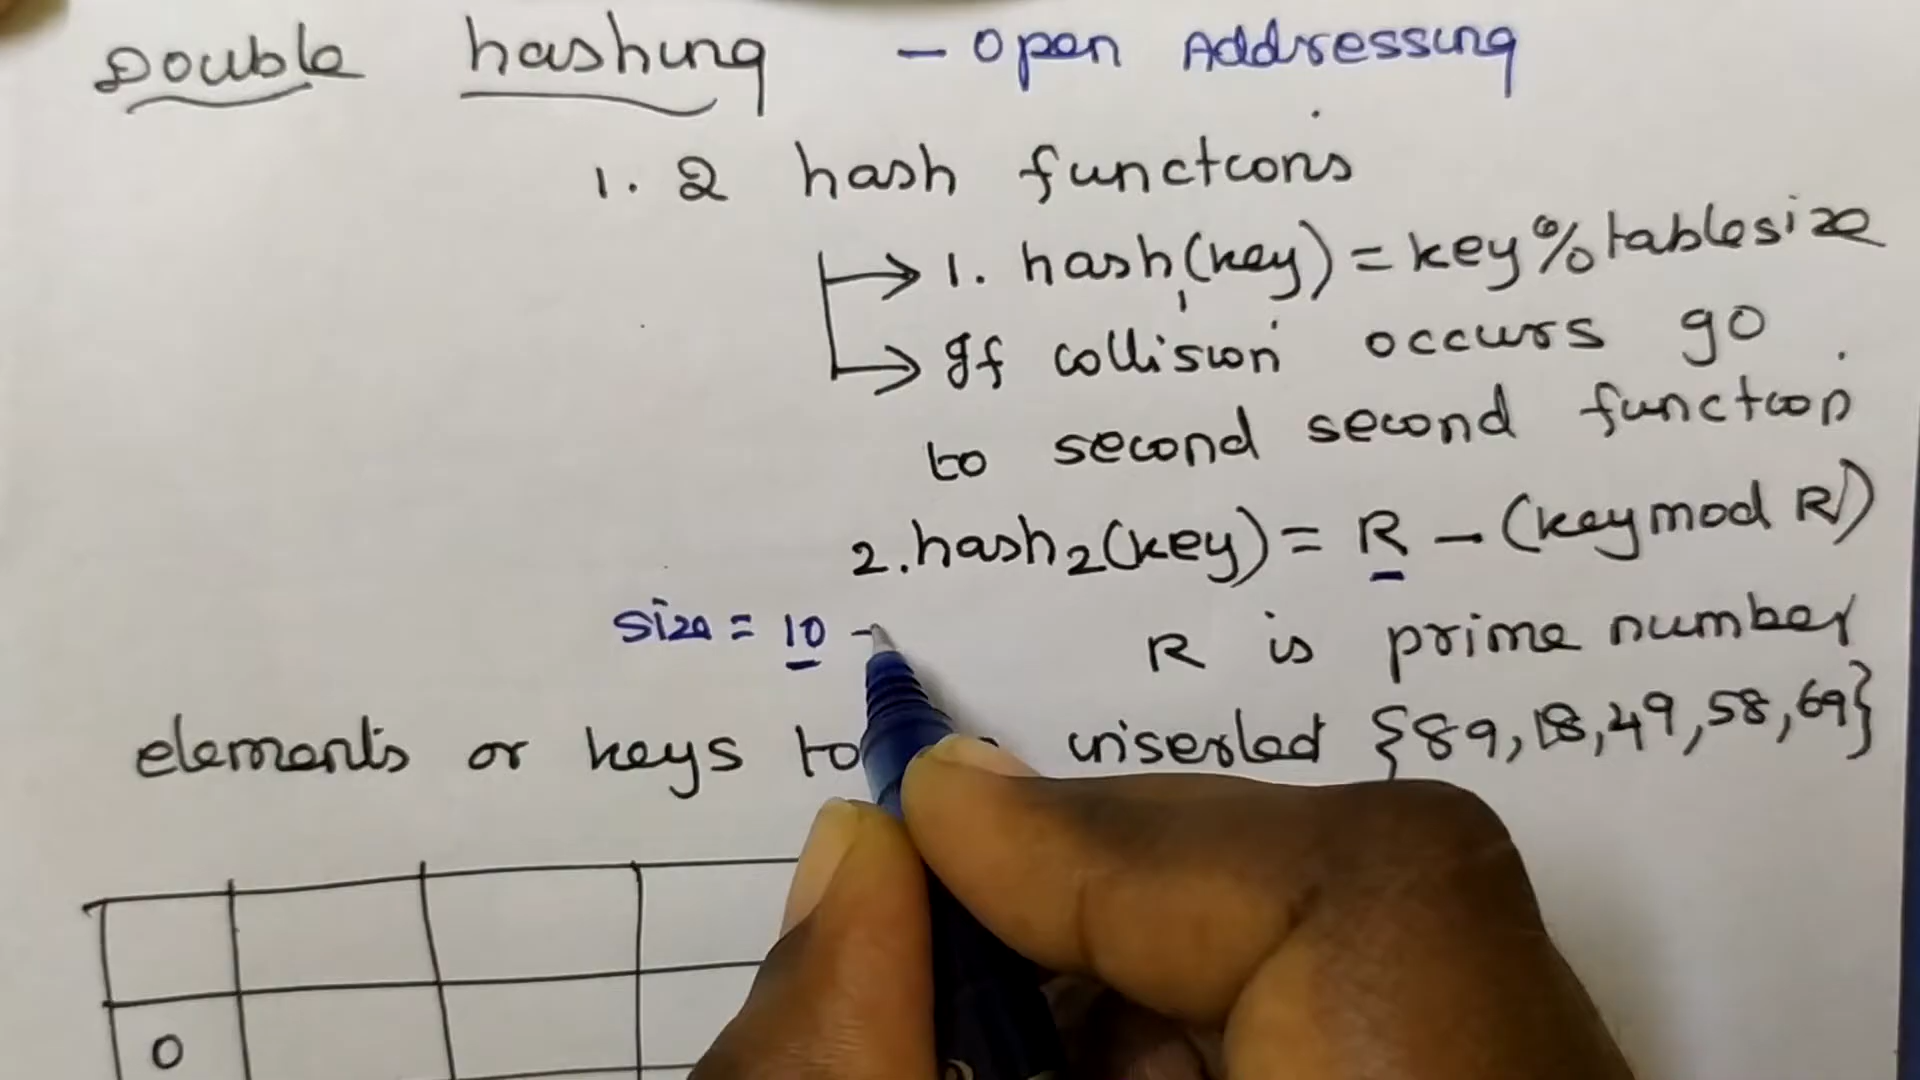 Double hashing - Open Addressing
1. 2 hash functions
1. hash1(key) = key % tablesize
If collision occurs go
to second second function
2. hash2(key) = R - (key mod R)
size = 10 -
R is prime number
elements or keys to inserted {89, 18, 49, 58, 69}
0